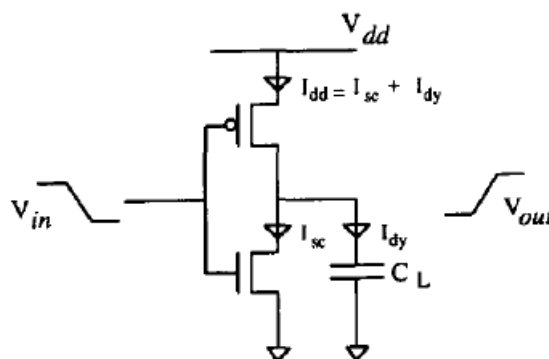 V_dd
I_dd = I_sc + I_dy
V_in
I_sc
I_dy
V_out
C_L